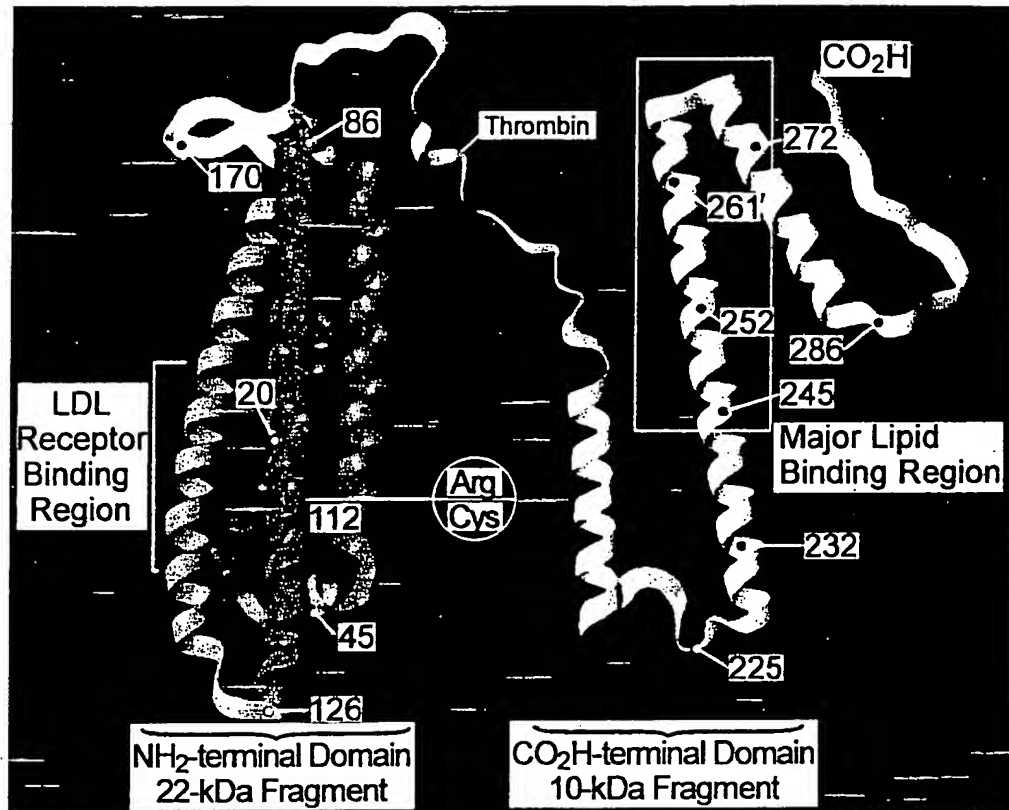 CO₂H
86
Thrombin
272
170
261'
252
286
20
245
LDL
Receptor
Binding
Region
Major Lipid
Binding Region
Arg
Cys
112
232
45
225
126
NH₂-terminal Domain
22-kDa Fragment
CO₂H-terminal Domain
10-kDa Fragment